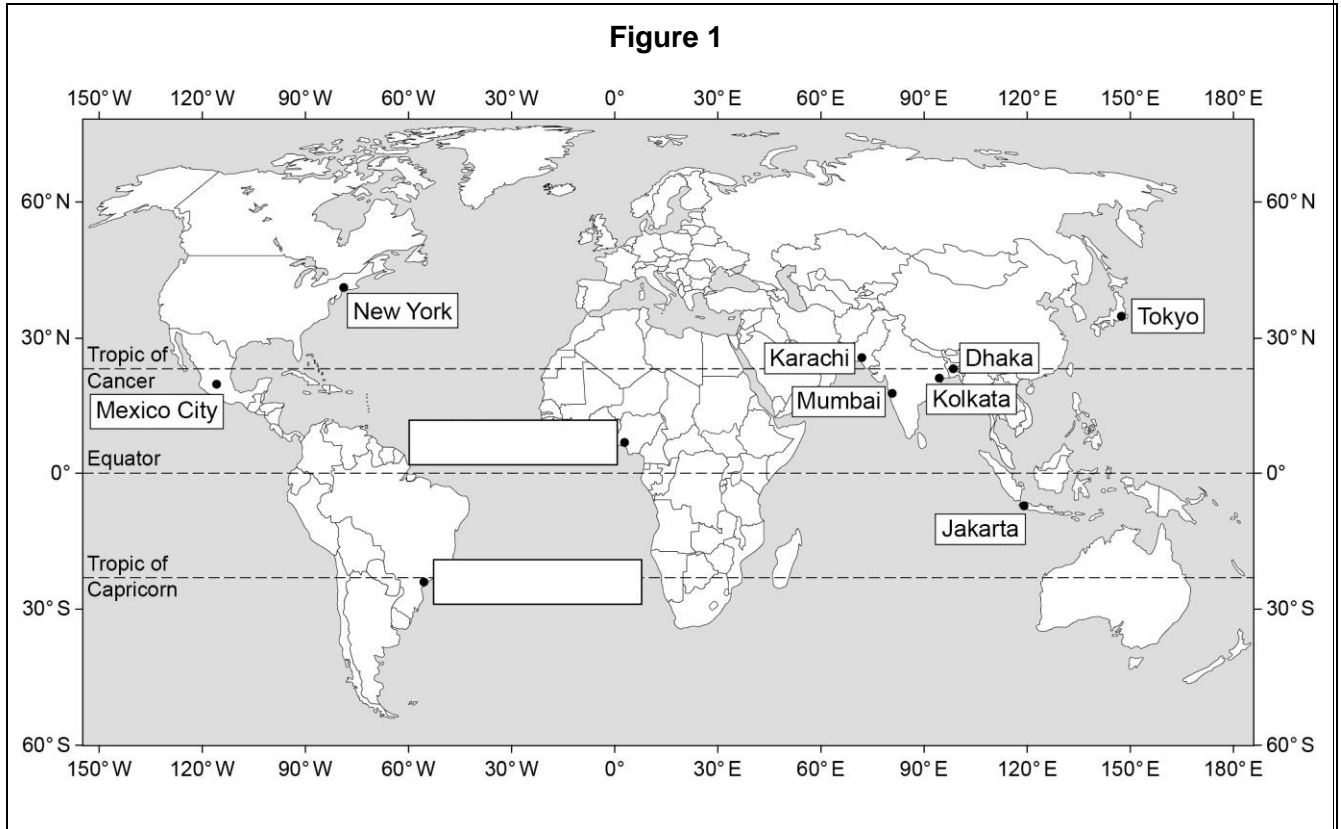 Figure 1
150° W 120° W 90° W 60° W 30° W 0° 30° E 60° E 90° E 120° E 150° E 180° E
60° N 60° N
New York
Tokyo
30° N 30° N
Tropic of
Cancer
Karachi
Dhaka
Mumbai
Kolkata
Mexico City
Equator
0° 0°
Jakarta
Tropic of
Capricorn
30° S 30° S
60° S 60° S
150° W 120° W 90° W 60° W 30° W 0° 30° E 60° E 90° E 120° E 150° E 180° E